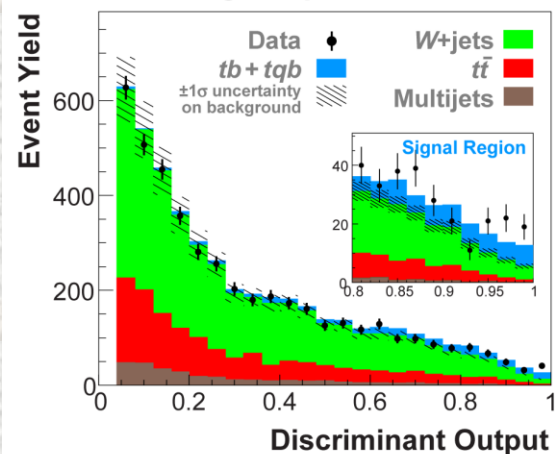 Event Yield
Data
tb + tqb
±1σ uncertainty
on background
W+jets
tt̄
Multijets
600
400
200
0
0
0.2
0.4
0.6
0.8
1
Signal Region
40
20
0
0.8
0.85
0.9
0.95
1
Discriminant Output